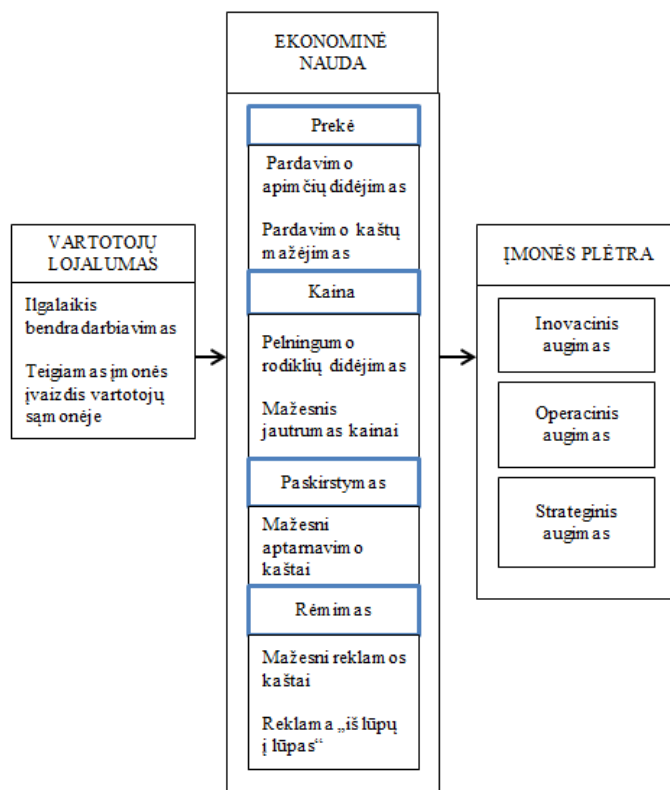 VARTOTOJŲ
LOJALUMAS
Ilgalaikis
bendradarbiavimas
Teigiamas įmonės
įvaizdis vartotojų
sąmonėje
EKONOMINĖ
NAUDA
Prekė
Pardavimo
apimčių didėjimas
Pardavimo kaštų
mažėjimas
Kaina
Pelningumo
rodiklių didėjimas
Mažesnis
jautrumas kainai
Paskirstymas
Mažesni
aptarnavimo
kaštai
Rėmimas
Mažesni reklamos
kaštai
Reklama „iš lūpų
į lūpas“
ĮMONĖS PLĖTRA
Inovacinis
augimas
Operacinis
augimas
Strateginis
augimas